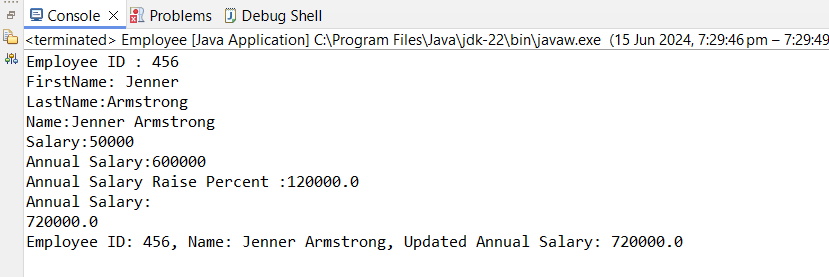 Console Problems Debug Shell
<terminated> Employee [Java Application] C:\Program Files\Java\jdk-22\bin\javaw.exe (15 Jun 2024, 7:29:46 pm – 7:29:49
Employee ID : 456
FirstName: Jenner
LastName:Armstrong
Name:Jenner Armstrong
Salary:50000
Annual Salary:600000
Annual Salary Raise Percent :120000.0
Annual Salary:
720000.0
Employee ID: 456, Name: Jenner Armstrong, Updated Annual Salary: 720000.0